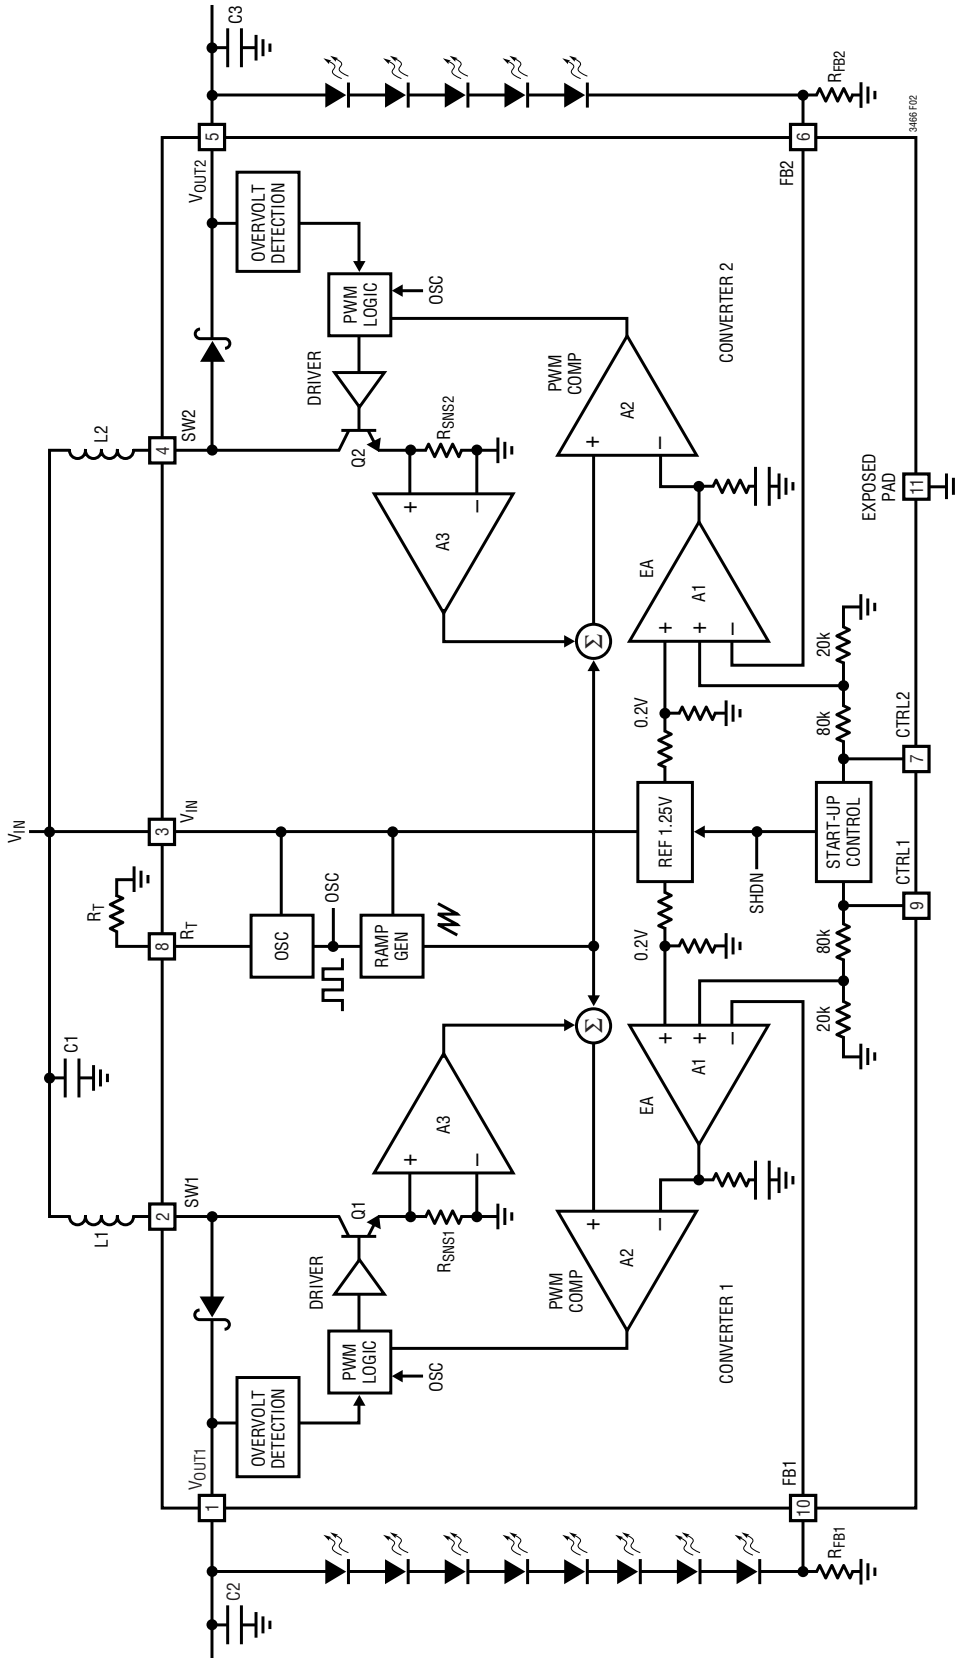 VIN
L1
C1
RT
L2
2
8
3
4
SW1
RT
VIN
SW2
C2
C3
1
VOUT1
VOUT2
5
OVERVOLT
DETECTION
OVERVOLT
DETECTION
OSC
OSC
RAMP
GEN
PWM
LOGIC
DRIVER
Q1
Q2
DRIVER
PWM
LOGIC
OSC
OSC
RSNS1
+
–
A3
A3
+
–
RSNS2
Σ
Σ
PWM
COMP
+
–
A2
PWM
COMP
+
–
A2
EA
+
+
–
A1
0.2V
REF 1.25V
0.2V
EA
+
+
–
A1
CONVERTER 1
CONVERTER 2
SHDN
FB1
10
RFB1
20k
80k
START-UP
CONTROL
80k
20k
FB2
6
RFB2
9
CTRL1
7
CTRL2
EXPOSED
PAD
11
3466 F02